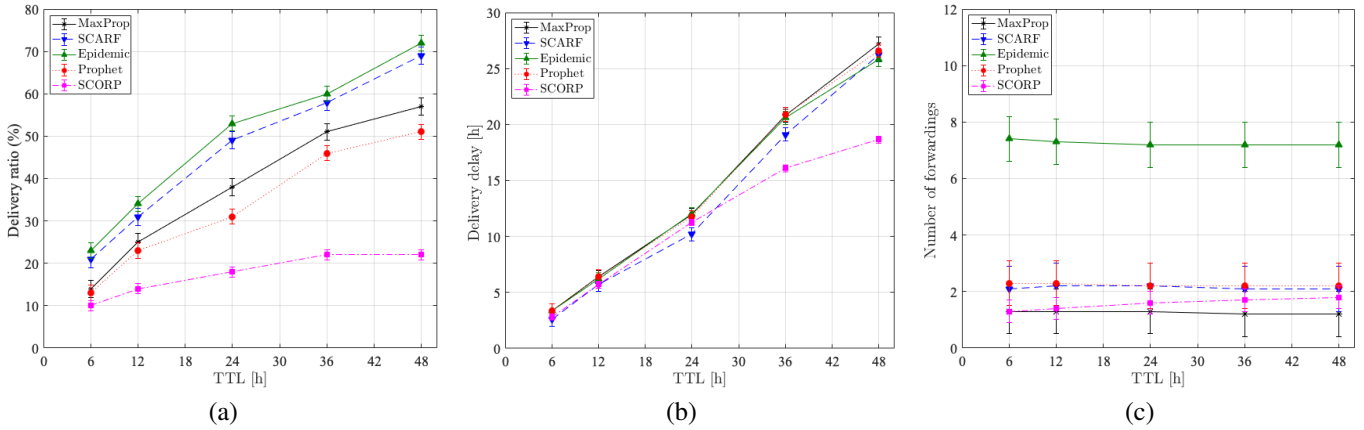 80
70
60
50
40
30
20
10
0
Delivery ratio (%)
MaxProp
SCARF
Epidemic
Prophet
SCORP
0 6 12 18 24 30 36 42 48
TTL [h]
(a)
30
25
20
15
10
5
0
Delivery delay [h]
MaxProp
SCARF
Epidemic
Prophet
SCORP
0 6 12 18 24 30 36 42 48
TTL [h]
(b)
12
10
8
6
4
2
0
Number of forwardings
MaxProp
SCARF
Epidemic
Prophet
SCORP
0 6 12 18 24 30 36 42 48
TTL [h]
(c)